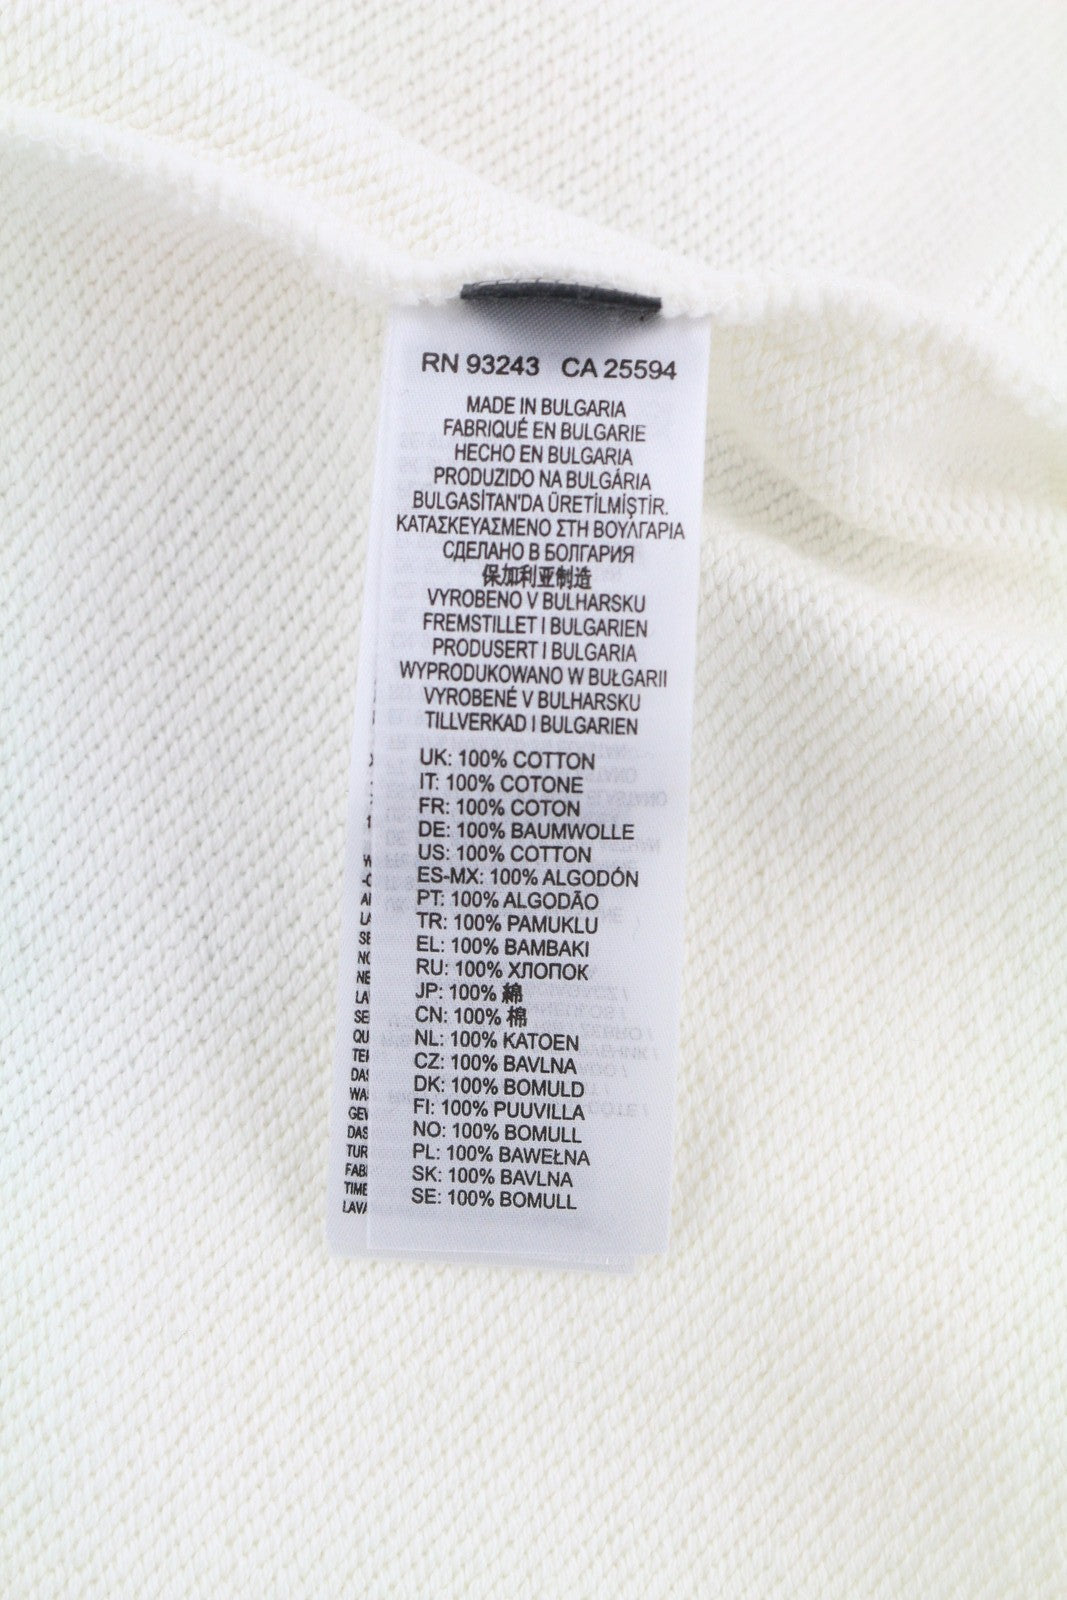 RN 93243 CA 25594
MADE IN BULGARIA
FABRIQUÉ EN BULGARIE
HECHO EN BULGARIA
PRODUZIDO NA BULGÁRIA
BULGASİTAN'DA ÜRETİLMİŞTİR.
ΚΑΤΑΣΚΕΥΑΣΜΕΝΟ ΣΤΗ ΒΟΥΛΓΑΡΙΑ
СДЕЛАНО В БОЛГАРИЯ
保加利亚制造
VYROBENO V BULHARSKU
FREMSTILLET I BULGARIEN
PRODUSERT I BULGARIA
WYPRODUKOWANO W BUŁGARII
VYROBENÉ V BULHARSKU
TILLVERKAD I BULGARIEN
UK: 100% COTTON
IT: 100% COTONE
FR: 100% COTON
DE: 100% BAUMWOLLE
US: 100% COTTON
ES-MX: 100% ALGODÓN
PT: 100% ALGODÃO
TR: 100% PAMUKLU
EL: 100% ΒΑΜΒΑΚΙ
RU: 100% ХЛОПОК
JP: 100% 綿
CN: 100% 棉
NL: 100% KATOEN
CZ: 100% BAVLNA
DK: 100% BOMULD
FI: 100% PUUVILLA
NO: 100% BOMULL
PL: 100% BAWEŁNA
SK: 100% BAVLNA
SE: 100% BOMULL